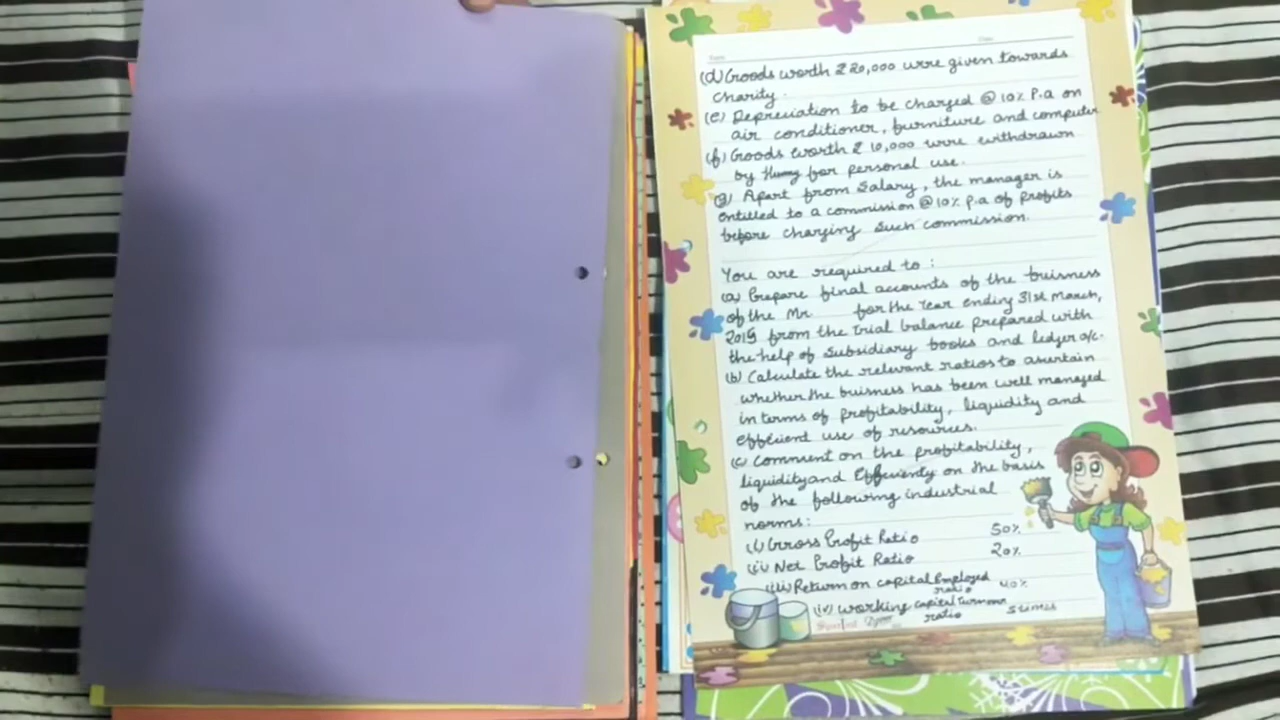 (d) Goods worth ₹ 20,000 were given towards
charity.
(e) Depreciation to be charged @ 10% P.a on
air conditioner, furniture and computer
(f) Goods worth ₹ 10,000 were withdrawn
by for personal use.
(g) Apart from Salary, the manager is
entitled to a commission @ 10% p.a of profits
before charging such commission.
You are required to :
(a) Prepare final accounts of the buisness
of the Mr. for the Year ending 31st March,
2019 from the trial balance prepared with
the help of subsidiary books and ledger a/c.
(b) Calculate the relevant ratios to asertain
whether the buisness has been well managed
in terms of profitability, liquidity and
efficient use of resources.
(c) Comment on the profitability,
liquidity and Efficienty on the basis
of the following industrial
norms:
(i) Gross Profit Ratio 50%
(ii) Net Profit Ratio 20%
(iii) Return on capital Employed
ratio 40%
(iv) working capital turnover
ratio 5 times